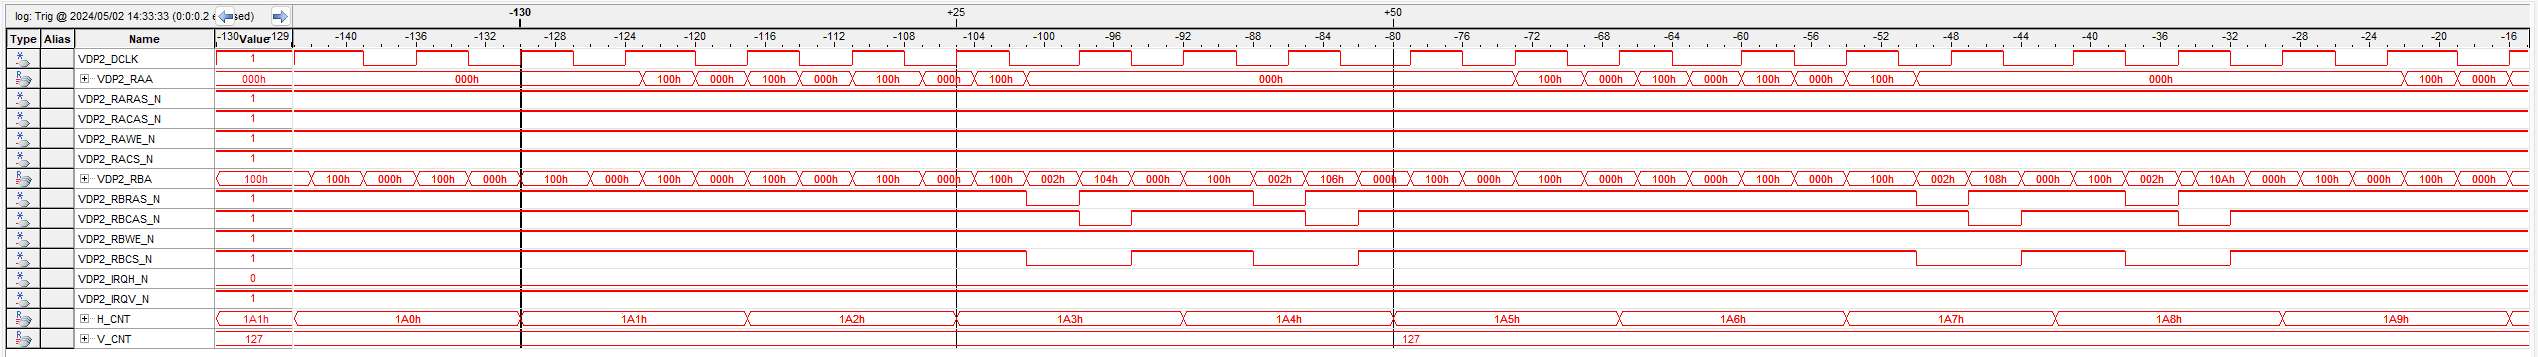 log: Trig @ 2024/05/02 14:33:33 (0:0:0.2 e sed) -130 +25 +50
Type Alias Name -130 Value -129 -140 -136 -132 -128 -124 -120 -116 -112 -108 -104 -100 -96 -92 -88 -84 -80 -76 -72 -68 -64 -60 -56 -52 -48 -44 -40 -36 -32 -28 -24 -20 -16
VDP2_DCLK 1
VDP2_RAA 000h 000h 100h 000h 100h 000h 100h 000h 100h 000h 100h 000h 100h 000h 100h 000h 100h 000h 100h 000h
VDP2_RARAS_N 1
VDP2_RACAS_N 1
VDP2_RAWE_N 1
VDP2_RACS_N 1
VDP2_RBA 100h 100h 000h 100h 000h 100h 000h 100h 000h 100h 000h 100h 000h 100h 002h 104h 000h 100h 002h 106h 000h 100h 000h 100h 000h 100h 000h 100h 000h 100h 002h 108h 000h 100h 002h 10Ah 000h 100h 000h 100h 000h
VDP2_RBRAS_N 1
VDP2_RBCAS_N 1
VDP2_RBWE_N 1
VDP2_RBCS_N 1
VDP2_IRQH_N 0
VDP2_IRQV_N 1
H_CNT 1A1h 1A0h 1A1h 1A2h 1A3h 1A4h 1A5h 1A6h 1A7h 1A8h 1A9h
V_CNT 127 127